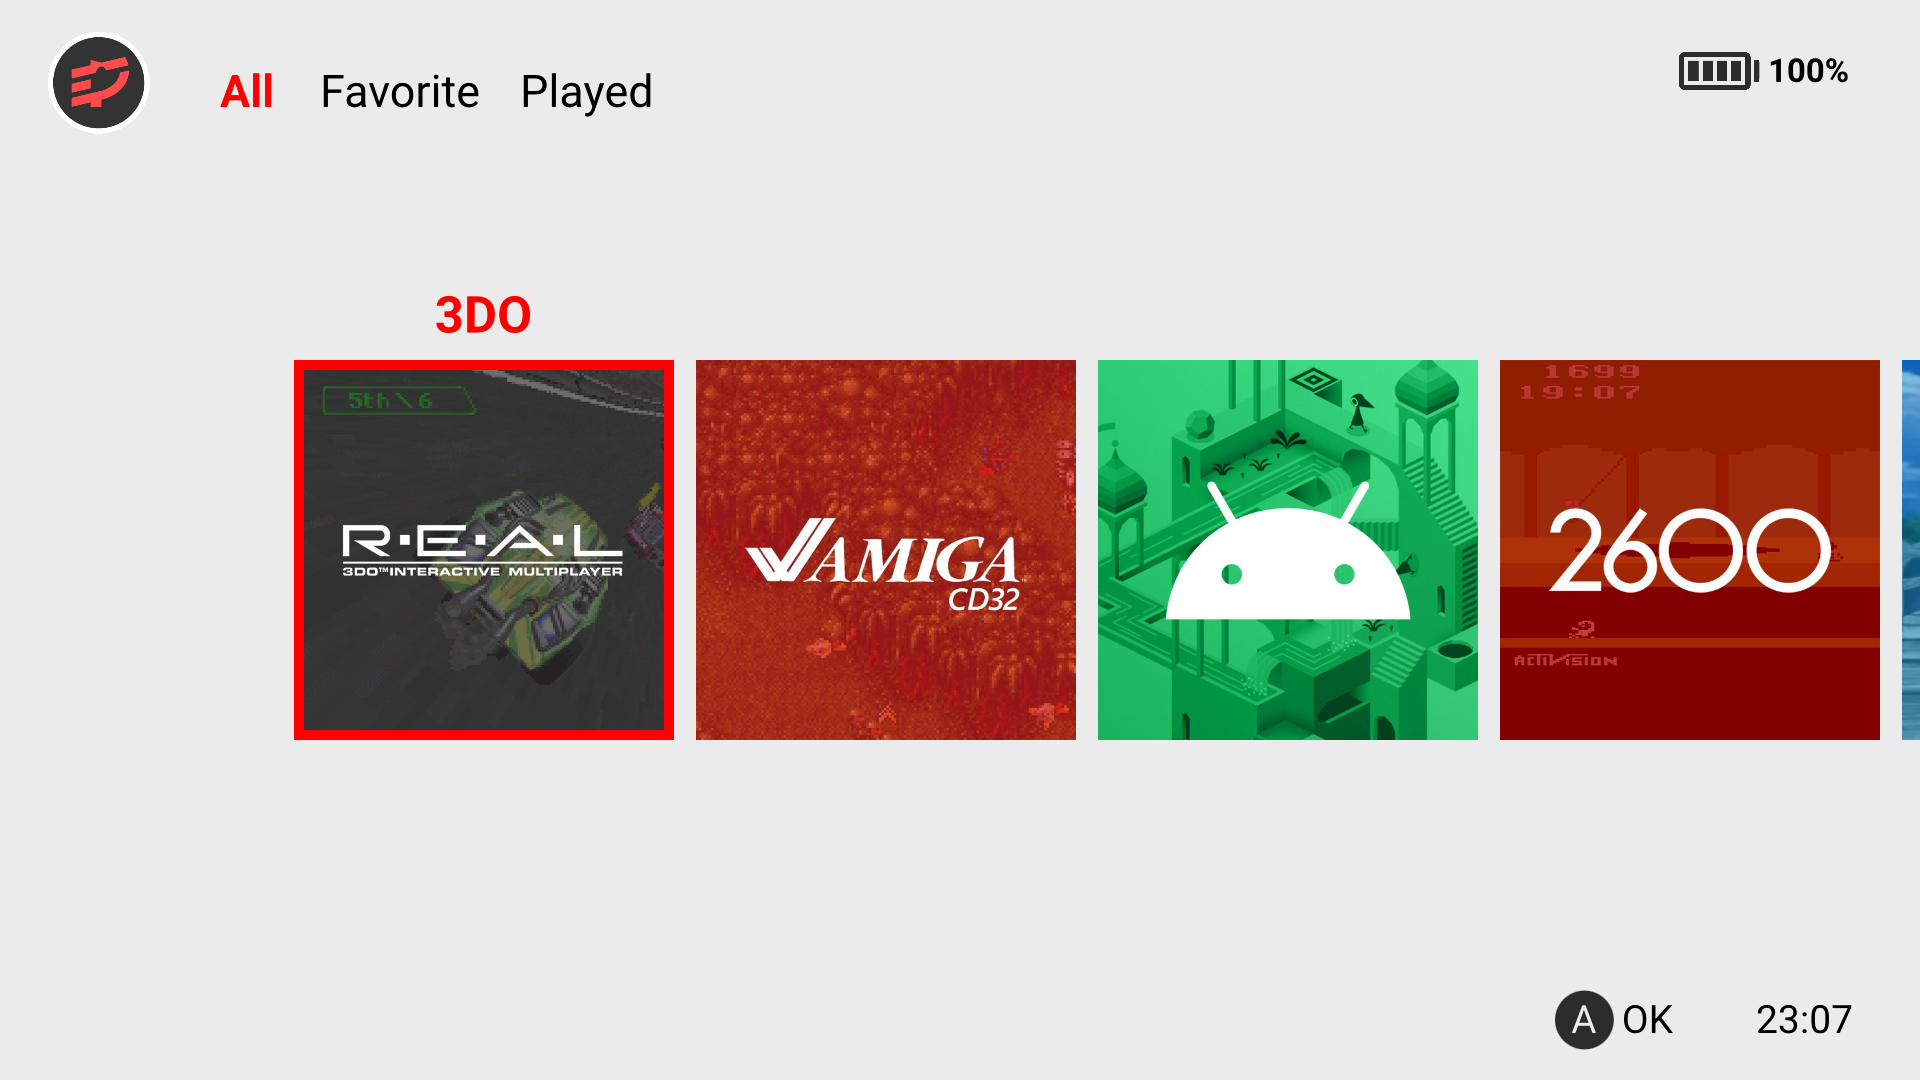 All Favorite Played
100%
3DO
5th\6
R·E·A·L
3DO™INTERACTIVE MULTIPLAYER
AMIGA
CD32
1699
19:07
2600
ACTIVISION
A OK 23:07